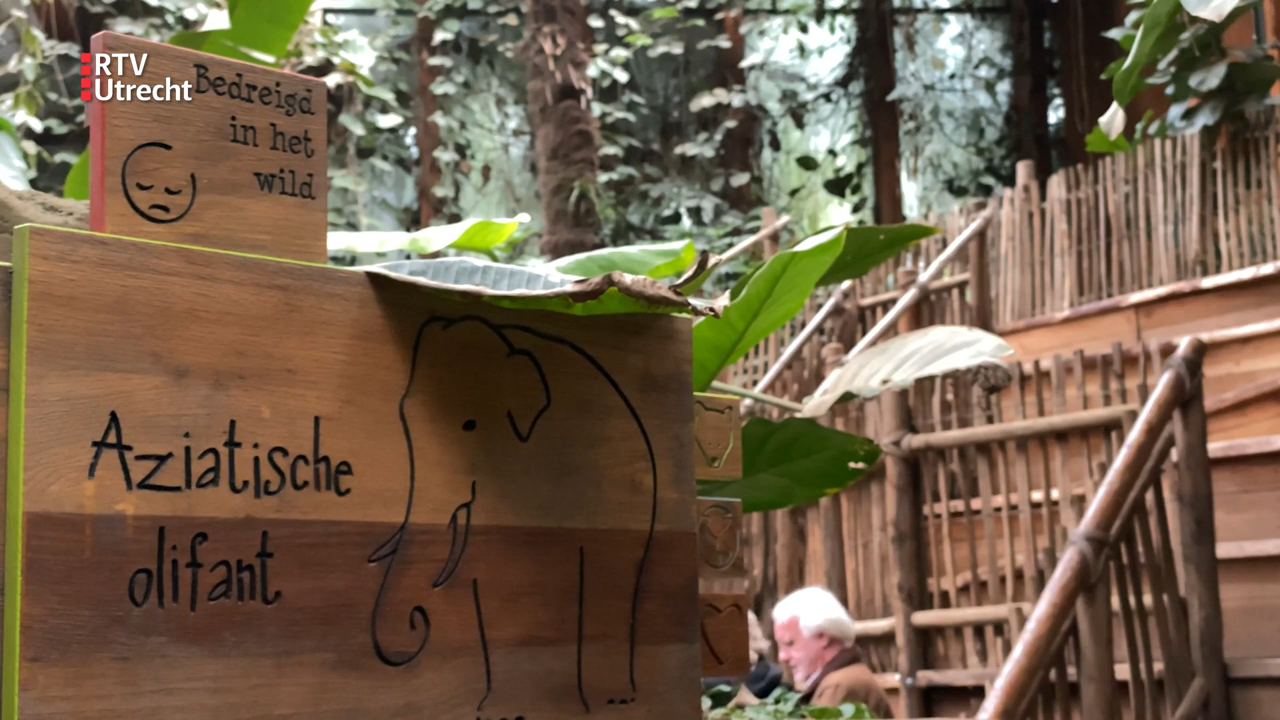 RTV
Utrecht
Bedreigd
in het
wild
Aziatische
olifant